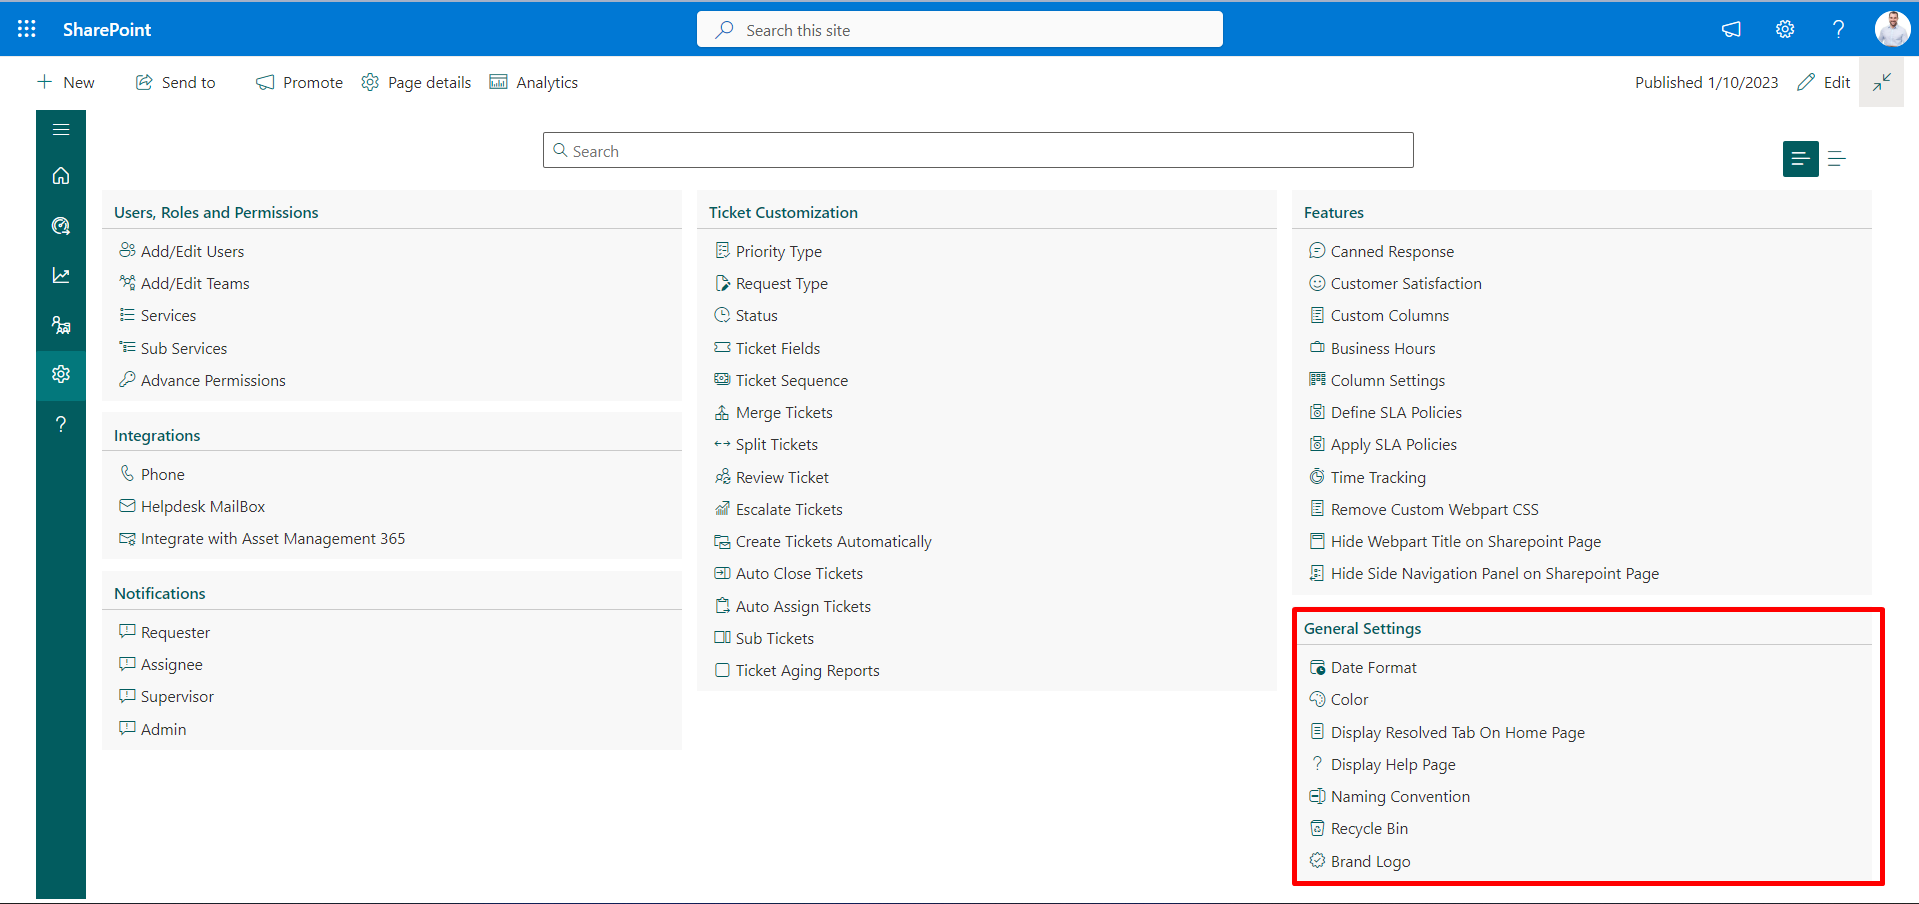 SharePoint
Search this site
New
Send to
Promote
Page details
Analytics
Published 1/10/2023
Edit
Search
Users, Roles and Permissions
Add/Edit Users
Add/Edit Teams
Services
Sub Services
Advance Permissions
Integrations
Phone
Helpdesk MailBox
Integrate with Asset Management 365
Notifications
Requester
Assignee
Supervisor
Admin
Ticket Customization
Priority Type
Request Type
Status
Ticket Fields
Ticket Sequence
Merge Tickets
Split Tickets
Review Ticket
Escalate Tickets
Create Tickets Automatically
Auto Close Tickets
Auto Assign Tickets
Sub Tickets
Ticket Aging Reports
Features
Canned Response
Customer Satisfaction
Custom Columns
Business Hours
Column Settings
Define SLA Policies
Apply SLA Policies
Time Tracking
Remove Custom Webpart CSS
Hide Webpart Title on Sharepoint Page
Hide Side Navigation Panel on Sharepoint Page
General Settings
Date Format
Color
Display Resolved Tab On Home Page
Display Help Page
Naming Convention
Recycle Bin
Brand Logo